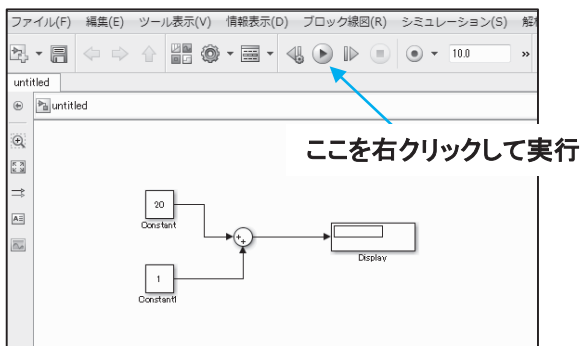 ファイル(F) 編集(E) ツール表示(V) 情報表示(D) ブロック線図(R) シミュレーション(S) 解
10.0 »
untitled
untitled
ここを右クリックして実行
20
Constant
Display
1
Constant1